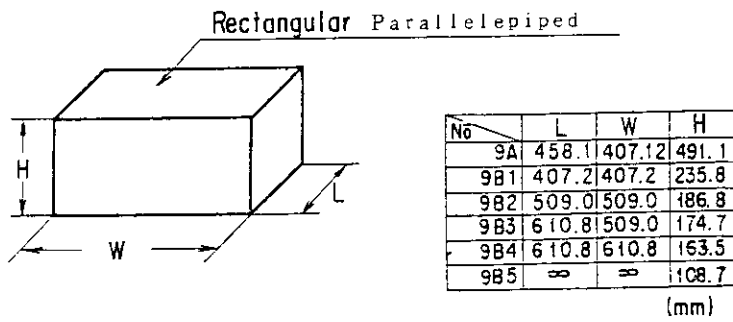 Rectangular Parallelepiped
H
L
W
No L W H
9A 458.1 407.12 491.1
9B1 407.2 407.2 235.8
9B2 509.0 509.0 186.8
9B3 610.8 509.0 174.7
9B4 610.8 610.8 163.5
9B5 ∞ ∞ 108.7
(mm)